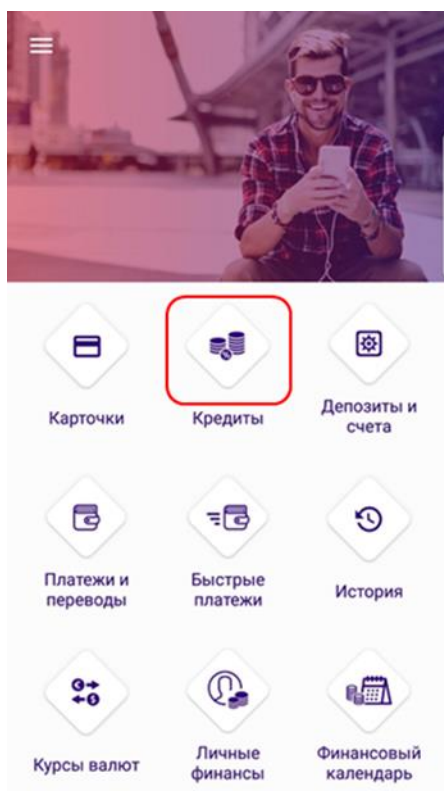 Карточки
Кредиты
Депозиты и
счета
Платежи и
переводы
Быстрые
платежи
История
Курсы валют
Личные
финансы
Финансовый
календарь